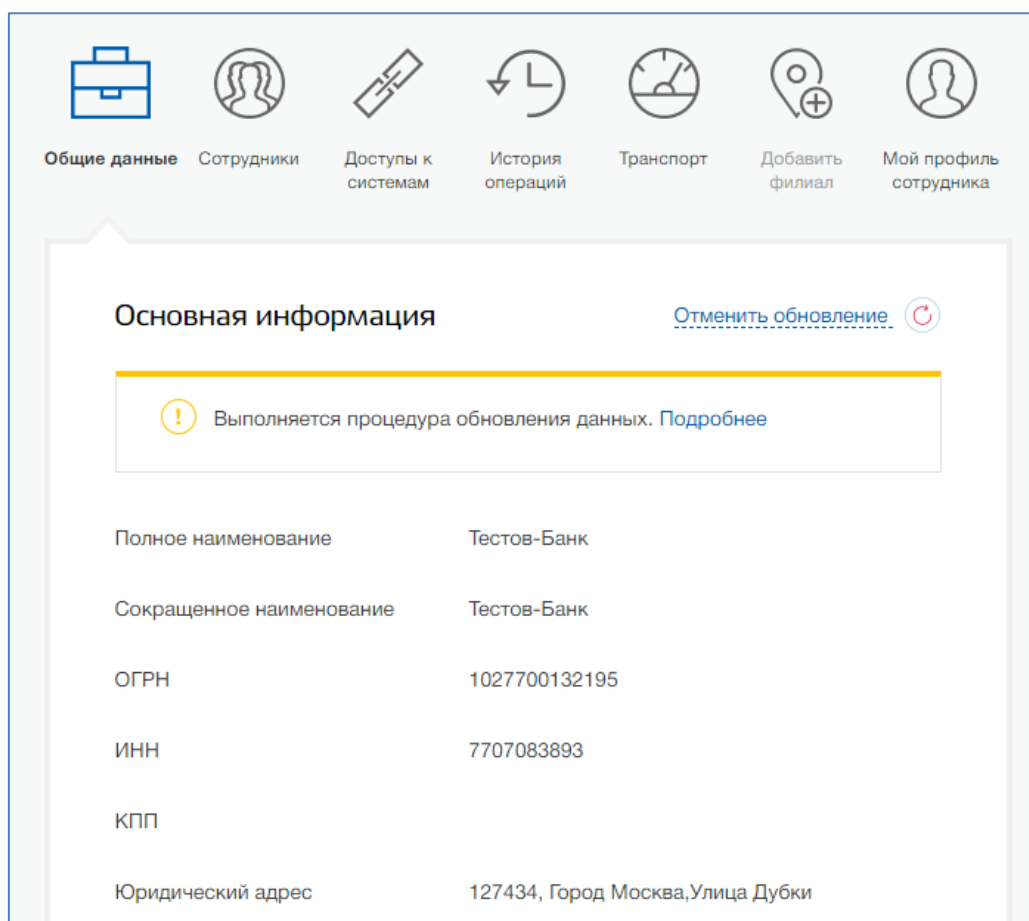 Общие данные
Сотрудники
Доступы к
системам
История
операций
Транспорт
Добавить
филиал
Мой профиль
сотрудника
Основная информация
Отменить обновление
Выполняется процедура обновления данных. Подробнее
Полное наименование Тестов-Банк
Сокращенное наименование Тестов-Банк
ОГРН 1027700132195
ИНН 7707083893
КПП
Юридический адрес 127434, Город Москва,Улица Дубки